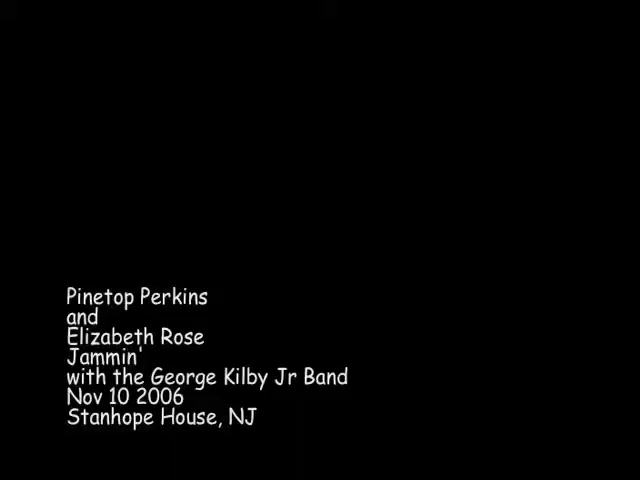 Pinetop Perkins
and
Elizabeth Rose
Jammin'
with the George Kilby Jr Band
Nov 10 2006
Stanhope House, NJ